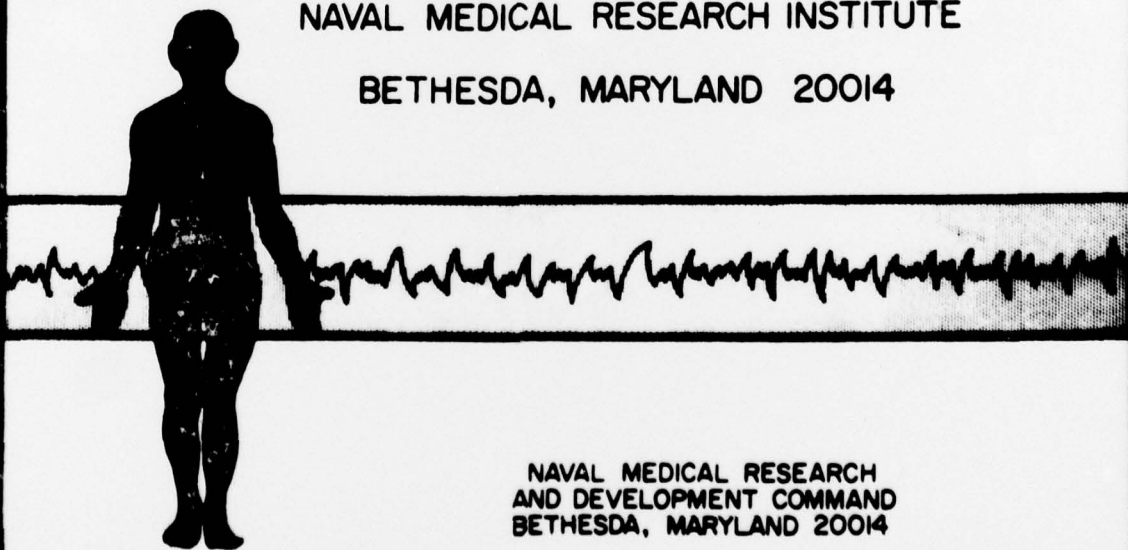 NAVAL MEDICAL RESEARCH INSTITUTE
BETHESDA, MARYLAND 20014
NAVAL MEDICAL RESEARCH
AND DEVELOPMENT COMMAND
BETHESDA, MARYLAND 20014